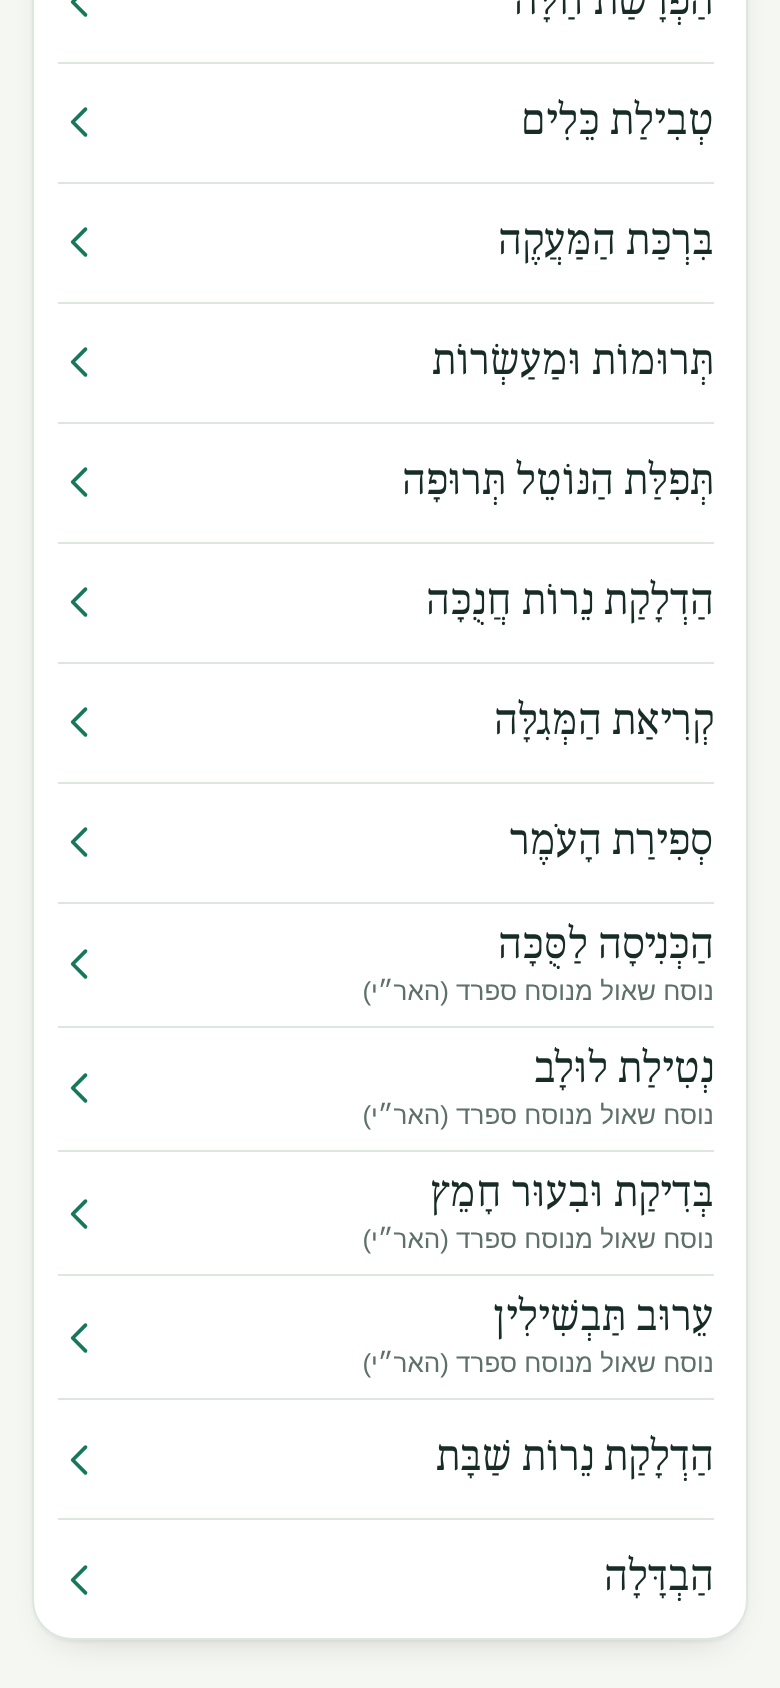 הַפְרָשַׁת חַלָּה
טְבִילַת כֵּלִים
בִּרְכַּת הַמַּעֲקֶה
תְּרוּמוֹת וּמַעַשְׂרוֹת
תְּפִלַּת הַנּוֹטֵל תְּרוּפָה
הַדְלָקַת נֵרוֹת חֲנֻכָּה
קְרִיאַת הַמְּגִלָּה
סְפִירַת הָעֹמֶר
הַכְּנִיסָה לַסֻּכָּה
נוסח שאול מנוסח ספרד (האר״י)
נְטִילַת לוּלָב
נוסח שאול מנוסח ספרד (האר״י)
בְּדִיקַת וּבִעוּר חָמֵץ
נוסח שאול מנוסח ספרד (האר״י)
עֵרוּב תַּבְשִׁילִין
נוסח שאול מנוסח ספרד (האר״י)
הַדְלָקַת נֵרוֹת שַׁבָּת
הַבְדָּלָה